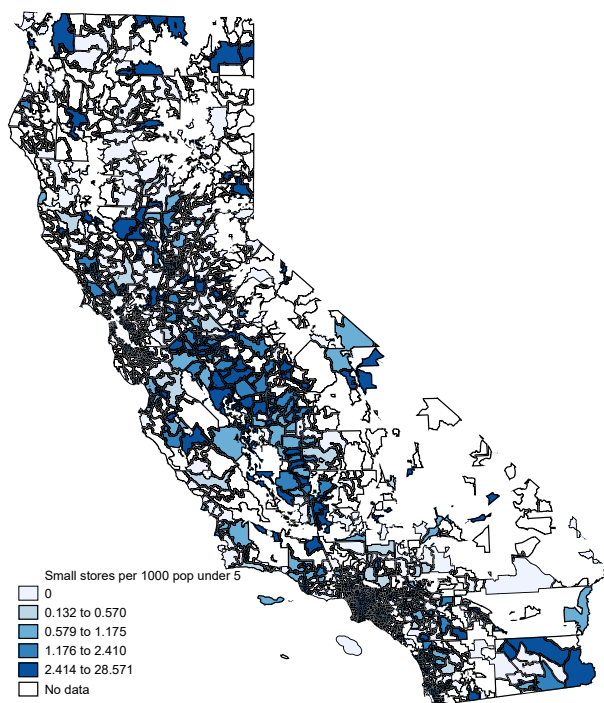 Small stores per 1000 pop under 5
0
0.132 to 0.570
0.579 to 1.175
1.176 to 2.410
2.414 to 28.571
No data